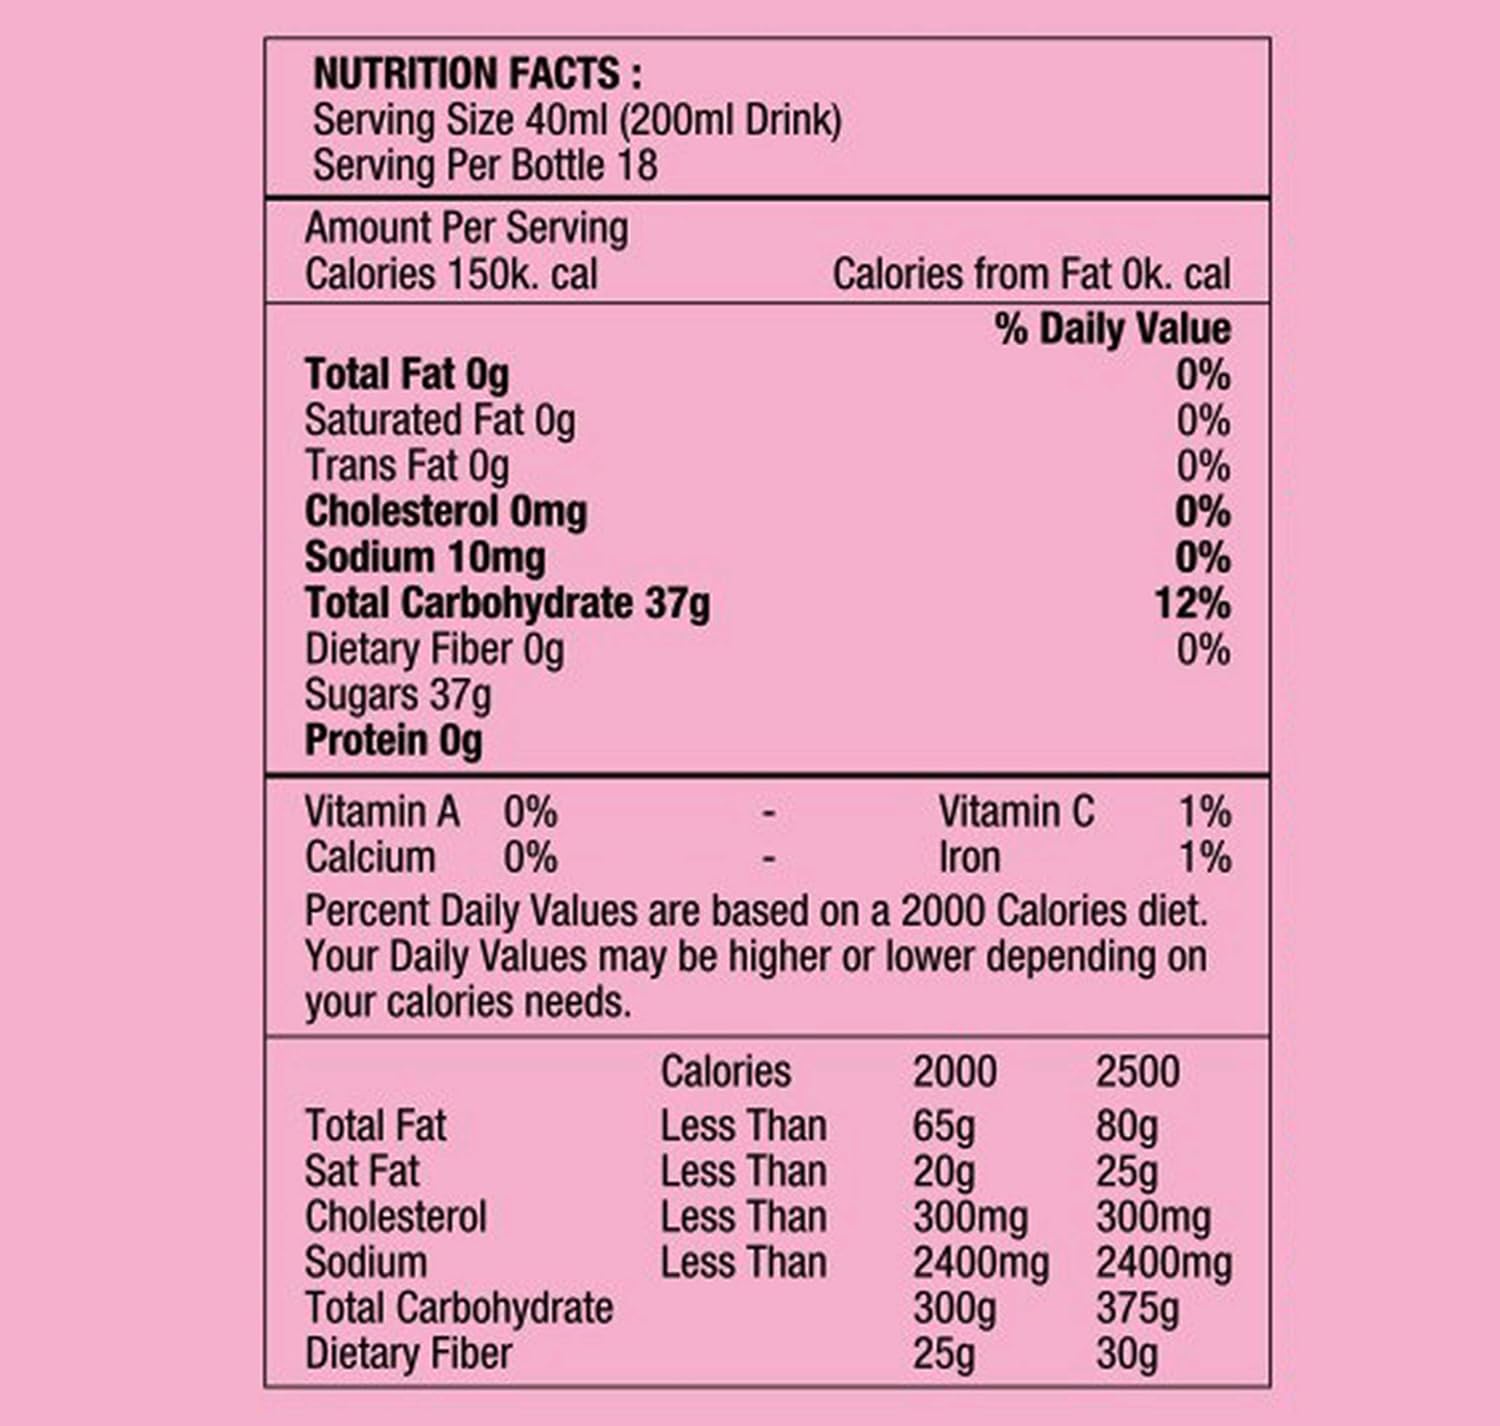 NUTRITION FACTS :
Serving Size 40ml (200ml Drink)
Serving Per Bottle 18
Amount Per Serving
Calories 150k. cal Calories from Fat 0k. cal
% Daily Value
Total Fat 0g 0%
Saturated Fat 0g 0%
Trans Fat 0g 0%
Cholesterol 0mg 0%
Sodium 10mg 0%
Total Carbohydrate 37g 12%
Dietary Fiber 0g 0%
Sugars 37g
Protein 0g
Vitamin A 0% - Vitamin C 1%
Calcium 0% - Iron 1%
Percent Daily Values are based on a 2000 Calories diet.
Your Daily Values may be higher or lower depending on
your calories needs.
Calories 2000 2500
Total Fat Less Than 65g 80g
Sat Fat Less Than 20g 25g
Cholesterol Less Than 300mg 300mg
Sodium Less Than 2400mg 2400mg
Total Carbohydrate 300g 375g
Dietary Fiber 25g 30g